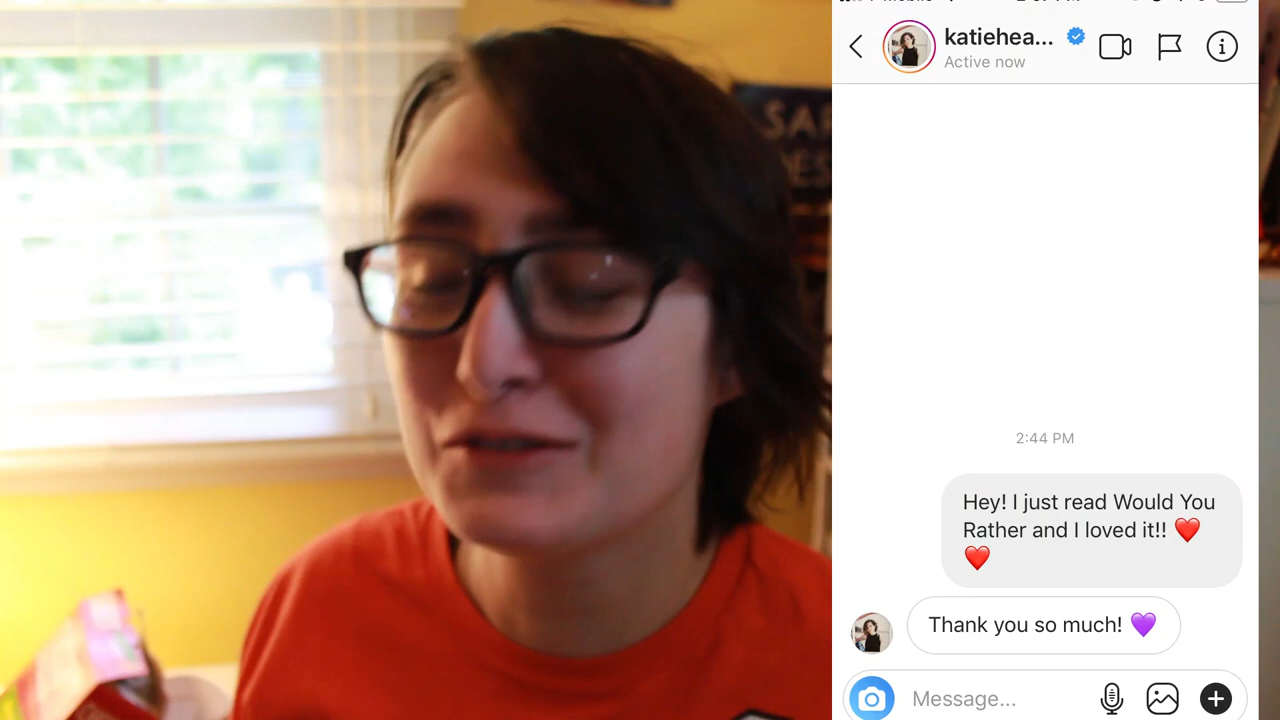 katiehea...
Active now
SAR
2:44 PM
Hey! I just read Would You
Rather and I loved it!! ❤️
❤️
Thank you so much! 💜
Message...